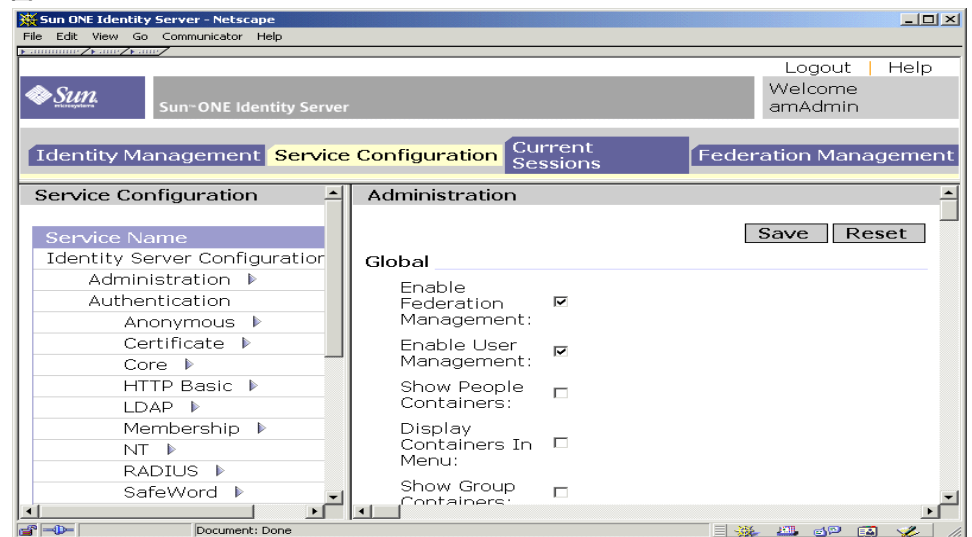 Sun ONE Identity Server - Netscape
File Edit View Go Communicator Help
Logout | Help
Sun
microsystems
Sun™ ONE Identity Server
Welcome
amAdmin
Identity Management
Service Configuration
Current
Sessions
Federation Management
Service Configuration
Service Name
Identity Server Configuration
Administration
Authentication
Anonymous
Certificate
Core
HTTP Basic
LDAP
Membership
NT
RADIUS
SafeWord
Administration
Save Reset
Global
Enable
Federation
Management:
Enable User
Management:
Show People
Containers:
Display
Containers In
Menu:
Show Group
Containers:
Document: Done